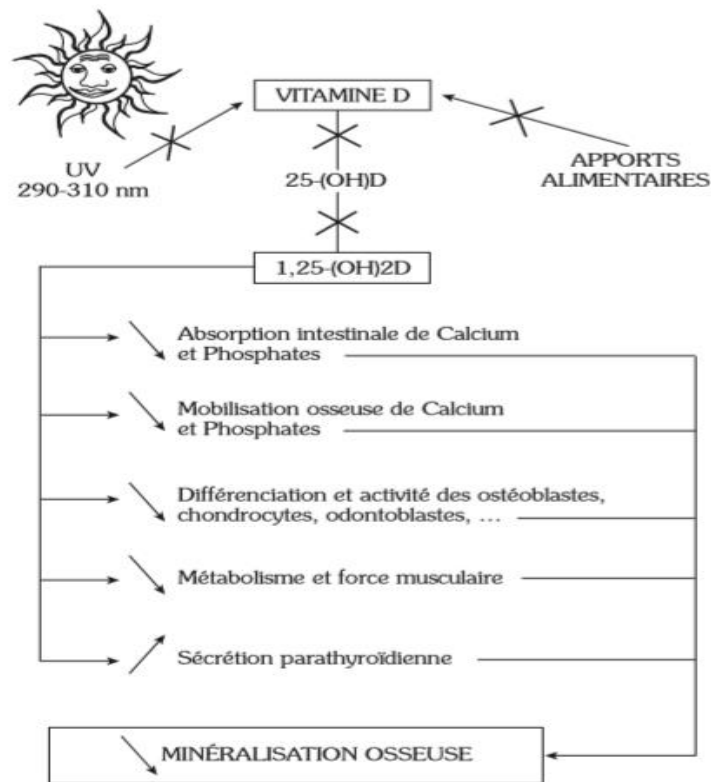 VITAMINE D
UV
290-310 nm
APPORTS
ALIMENTAIRES
25-(OH)D
1,25-(OH)2D
Absorption intestinale de Calcium
et Phosphates
Mobilisation osseuse de Calcium
et Phosphates
Différenciation et activité des ostéoblastes,
chondrocytes, odontoblastes, ...
Métabolisme et force musculaire
Sécrétion parathyroïdienne
MINÉRALISATION OSSEUSE